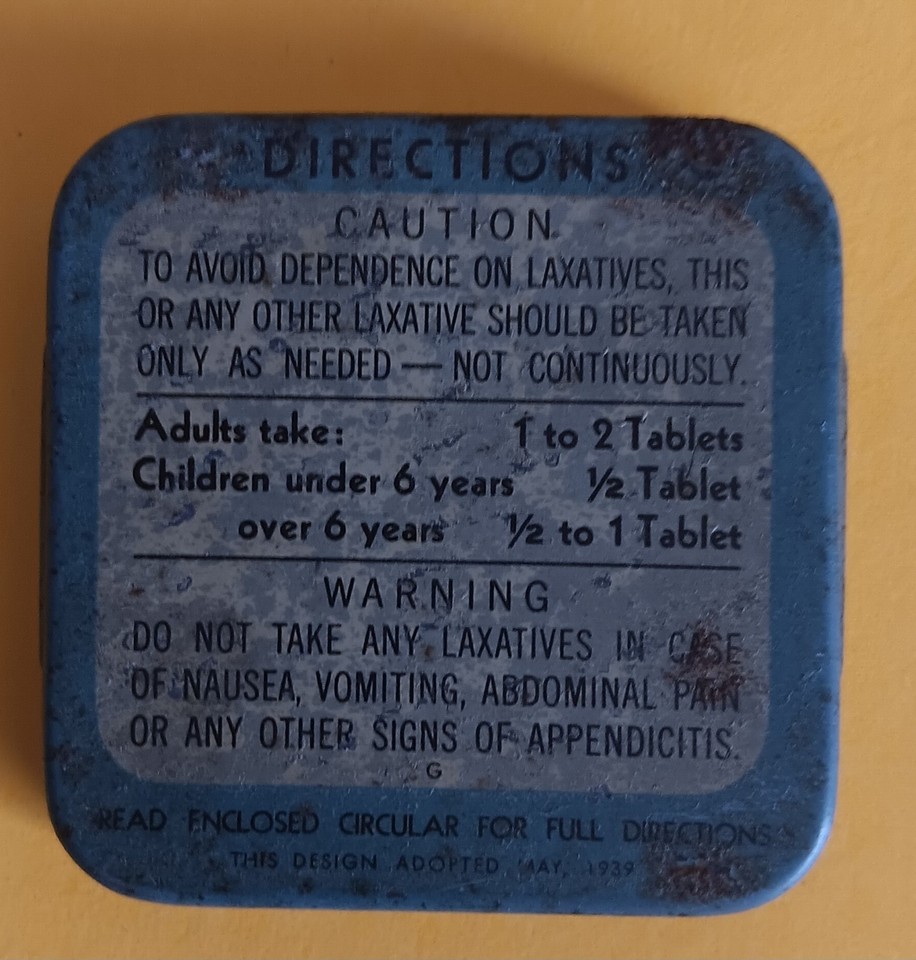 DIRECTIONS
CAUTION
TO AVOID DEPENDENCE ON LAXATIVES, THIS
OR ANY OTHER LAXATIVE SHOULD BE TAKEN
ONLY AS NEEDED — NOT CONTINUOUSLY.
Adults take: 1 to 2 Tablets
Children under 6 years ½ Tablet
over 6 years ½ to 1 Tablet
WARNING
DO NOT TAKE ANY LAXATIVES IN CASE
OF NAUSEA, VOMITING, ABDOMINAL PAIN
OR ANY OTHER SIGNS OF APPENDICITIS.
G
READ ENCLOSED CIRCULAR FOR FULL DIRECTIONS
THIS DESIGN ADOPTED MAY, 1939